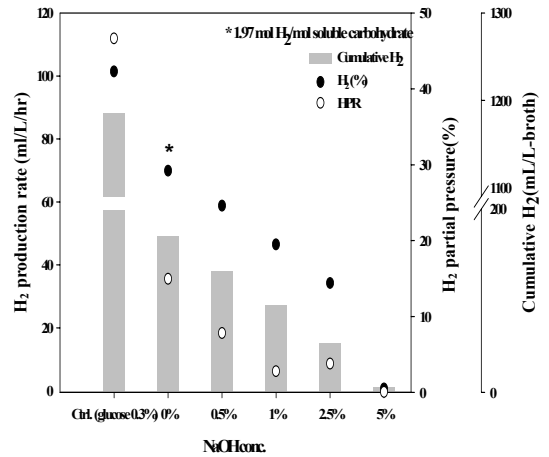 * 1.97 mol H2/mol soluble carbohydrate
Cumulative H2
H2(%)
HPR
*
H2 production rate (ml/L/hr)
120
100
80
60
40
20
0
H2 partial pressure(%)
50
40
30
20
10
0
Cumulative H2(mL/L-broth)
1300
1200
1100
200
0
Ctrl. (glucose 0.3%) 0% 0.5% 1% 2.5% 5%
NaOH conc.